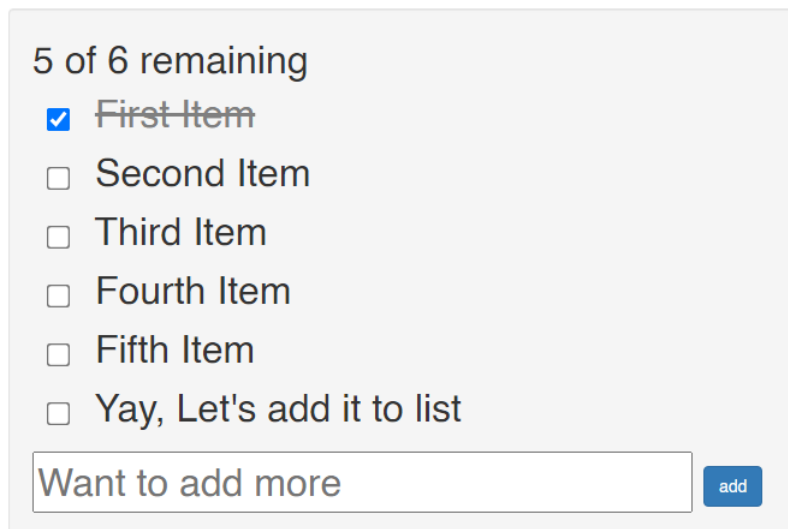 5 of 6 remaining
First Item
Second Item
Third Item
Fourth Item
Fifth Item
Yay, Let's add it to list
Want to add more
add